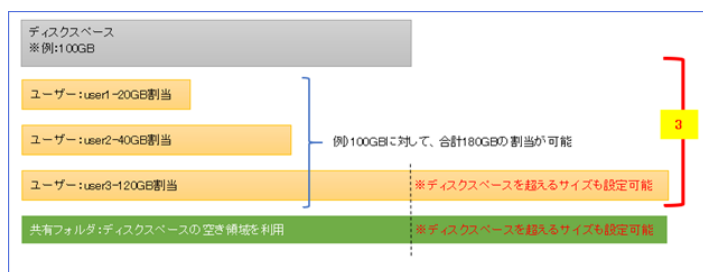 ディスクスペース
※例:100GB
ユーザー:user1-20GB割当
ユーザー:user2-40GB割当
例)100GBに対して、合計180GBの割当が可能
3
ユーザー:user3-120GB割当
※ディスクスペースを超えるサイズも設定可能
共有フォルダ:ディスクスペースの空き領域を利用
※ディスクスペースを超えるサイズも設定可能